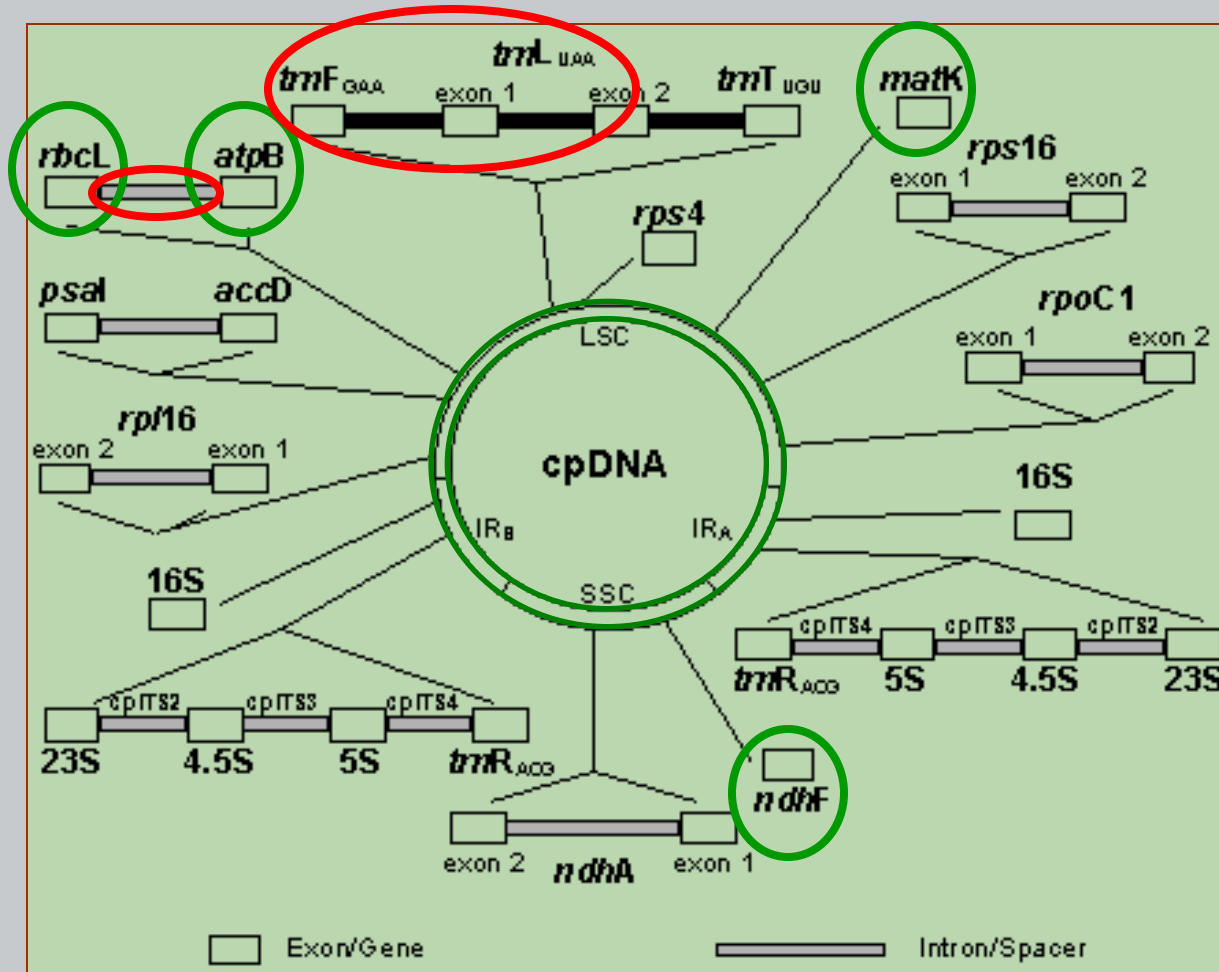 trnL UAA
trnF GAA exon 1 exon 2 trnT UGU
matK
rbcL atpB
rps16
exon 1 exon 2
rps4
psaI accD
rpoC1
exon 1 exon 2
LSC
rpl16
exon 2 exon 1
cpDNA
16S
IRB IRA
16S
SSC
cpITS4 cpITS3 cpITS2
trnR ACG 5S 4.5S 23S
cpITS2 cpITS3 cpITS4
23S 4.5S 5S trnR ACG
ndhF
exon 2 ndhA exon 1
Exon/Gene Intron/Spacer